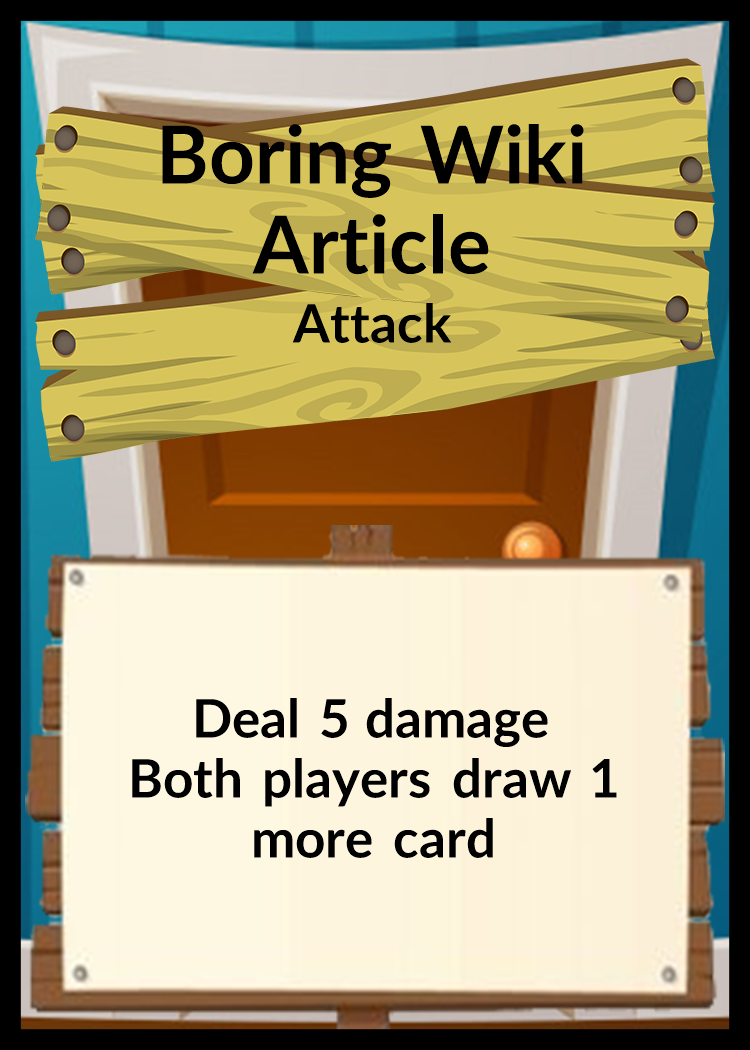 Boring Wiki
Article
Attack
Deal 5 damage
Both players draw 1
more card